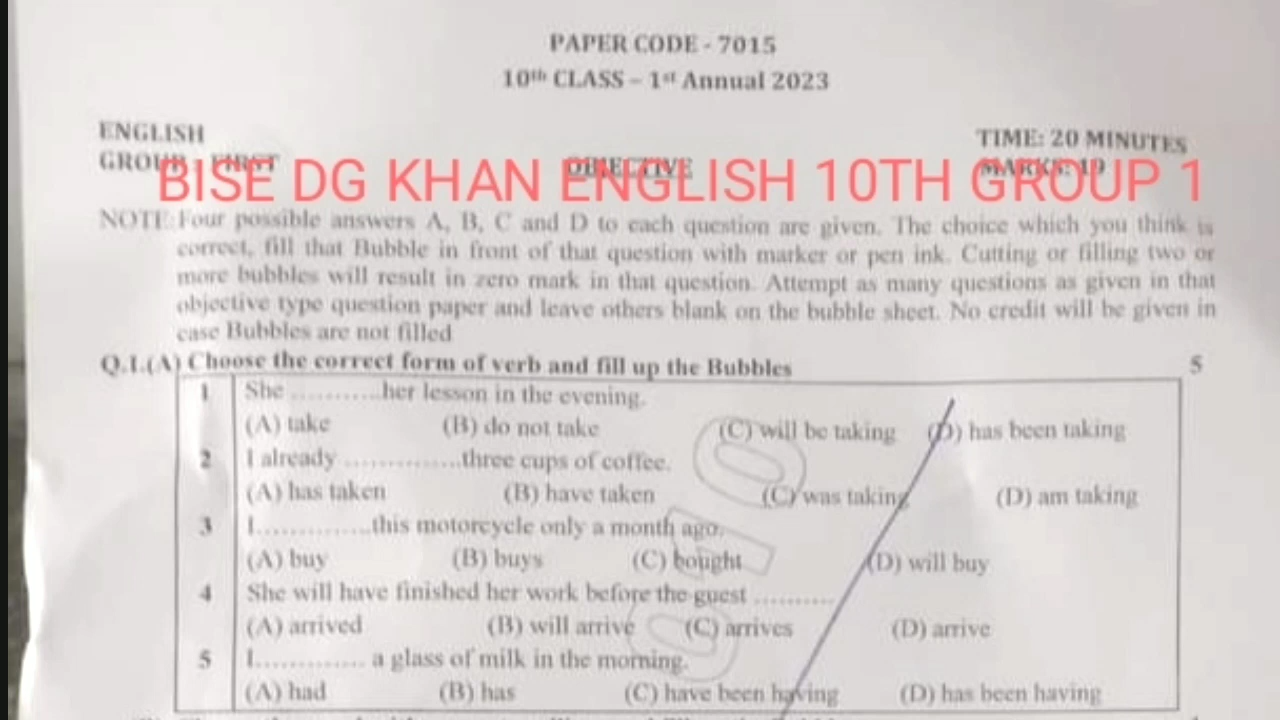 PAPER CODE - 7015
10th CLASS – 1st Annual 2023
ENGLISH
TIME: 20 MINUTES
GROUP: FIRST
OBJECTIVE
MARKS: 19
BISE DG KHAN ENGLISH 10TH GROUP 1
NOTE: Four possible answers A, B, C and D to each question are given. The choice which you think is
correct, fill that Bubble in front of that question with marker or pen ink. Cutting or filling two or
more bubbles will result in zero mark in that question. Attempt as many questions as given in that
objective type question paper and leave others blank on the bubble sheet. No credit will be given in
case Bubbles are not filled
Q.1.(A) Choose the correct form of verb and fill up the Bubbles 5
1 She ...........her lesson in the evening.
(A) take (B) do not take (C) will be taking (D) has been taking
2 I already ..............three cups of coffee.
(A) has taken (B) have taken (C) was taking (D) am taking
3 I..............this motorcycle only a month ago.
(A) buy (B) buys (C) bought (D) will buy
4 She will have finished her work before the guest ..........
(A) arrived (B) will arrive (C) arrives (D) arrive
5 I............. a glass of milk in the morning.
(A) had (B) has (C) have been having (D) has been having